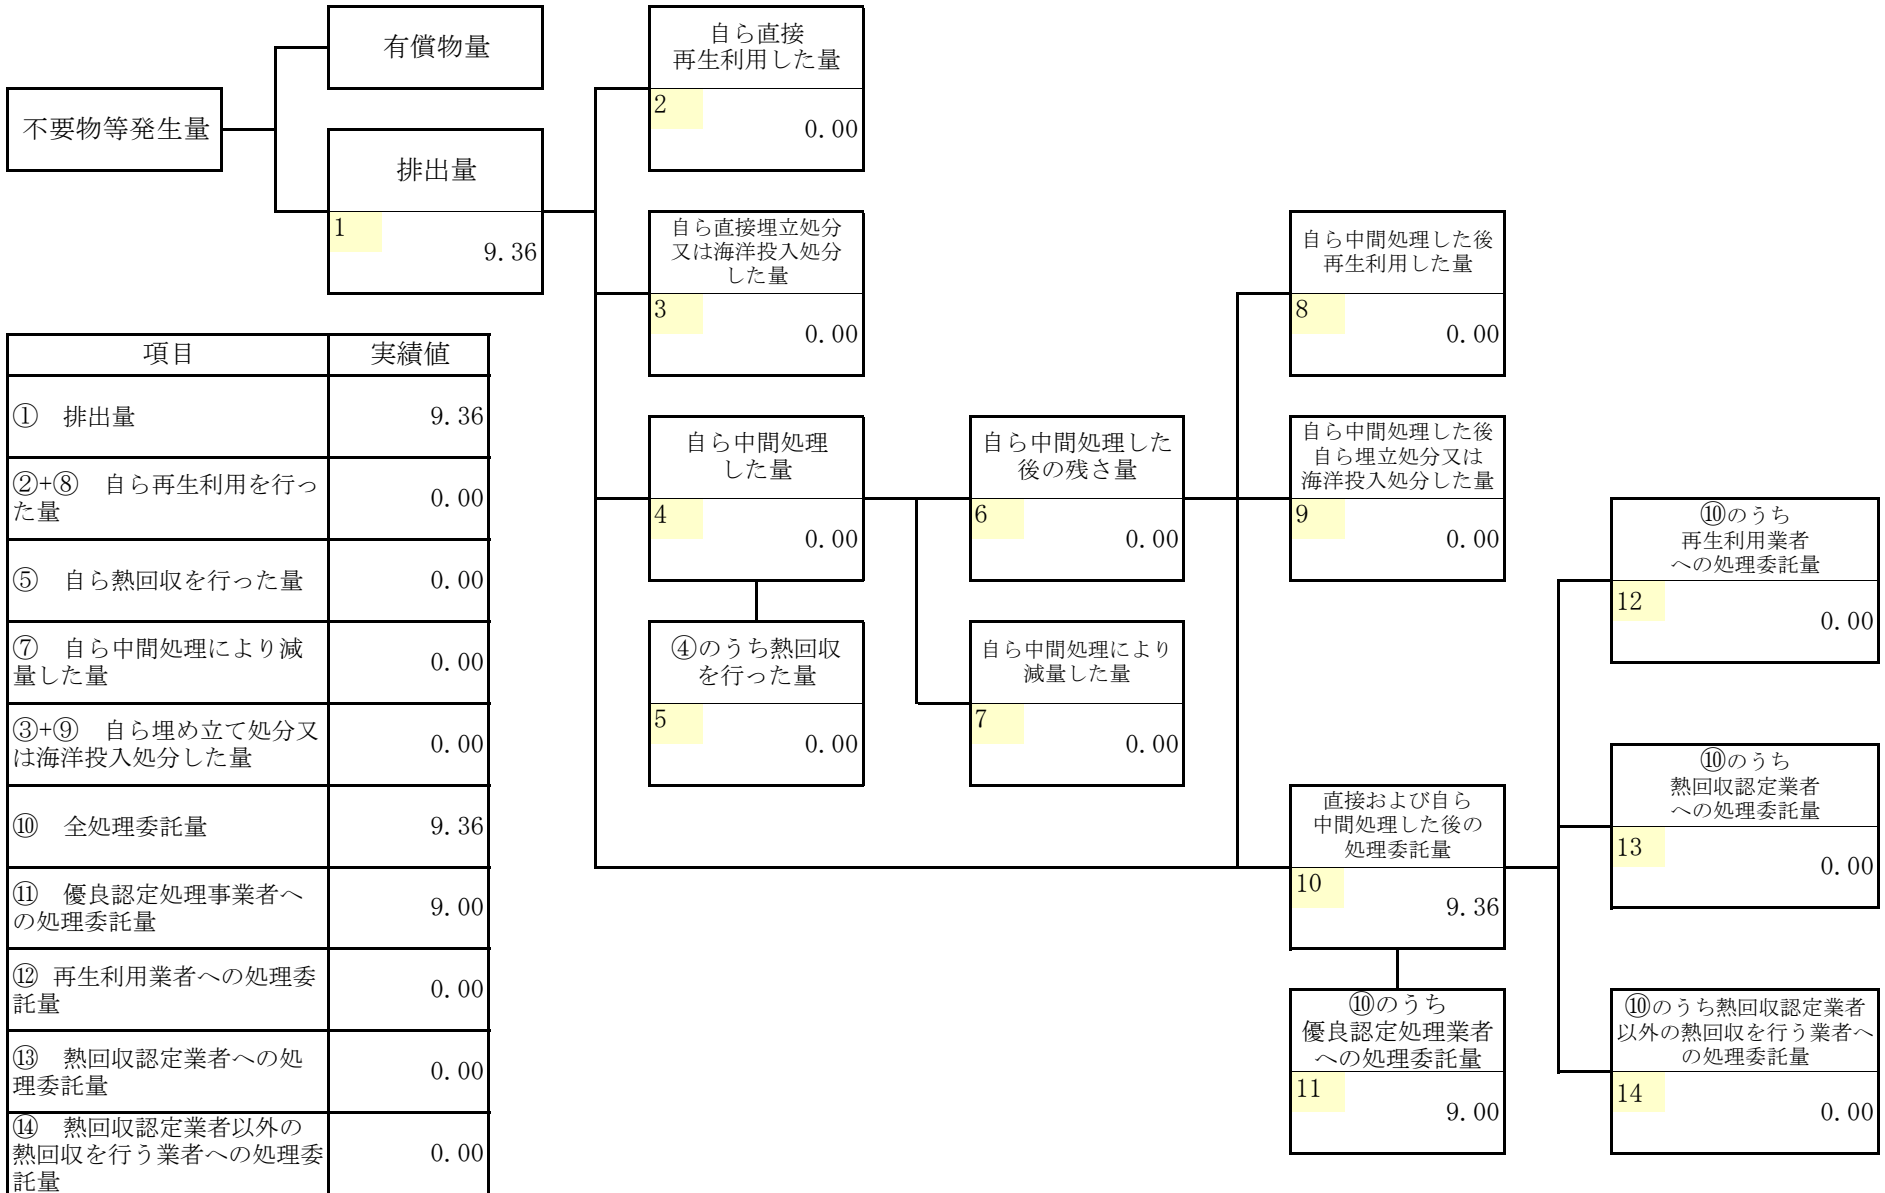 不要物等発生量
有償物量
排出量
1
9.36
自ら直接
再生利用した量
2
0.00
自ら直接埋立処分
又は海洋投入処分
した量
3
0.00
自ら中間処理
した量
4
0.00
④のうち熱回収
を行った量
5
0.00
自ら中間処理した
後の残さ量
6
0.00
自ら中間処理により
減量した量
7
0.00
自ら中間処理した後
再生利用した量
8
0.00
自ら中間処理した後
自ら埋立処分又は
海洋投入処分した量
9
0.00
直接および自ら
中間処理した後の
処理委託量
10
9.36
⑩のうち
優良認定処理業者
への処理委託量
11
9.00
⑩のうち
再生利用業者
への処理委託量
12
0.00
⑩のうち
熱回収認定業者
への処理委託量
13
0.00
⑩のうち熱回収認定業者
以外の熱回収を行う業者へ
の処理委託量
14
0.00
項目 実績値
① 排出量 9.36
②+⑧ 自ら再生利用を行っ
た量 0.00
⑤ 自ら熱回収を行った量 0.00
⑦ 自ら中間処理により減
量した量 0.00
③+⑨ 自ら埋め立て処分又
は海洋投入処分した量 0.00
⑩ 全処理委託量 9.36
⑪ 優良認定処理事業者へ
の処理委託量 9.00
⑫ 再生利用業者への処理委
託量 0.00
⑬ 熱回収認定業者への処
理委託量 0.00
⑭ 熱回収認定業者以外の
熱回収を行う業者への処理委
託量 0.00